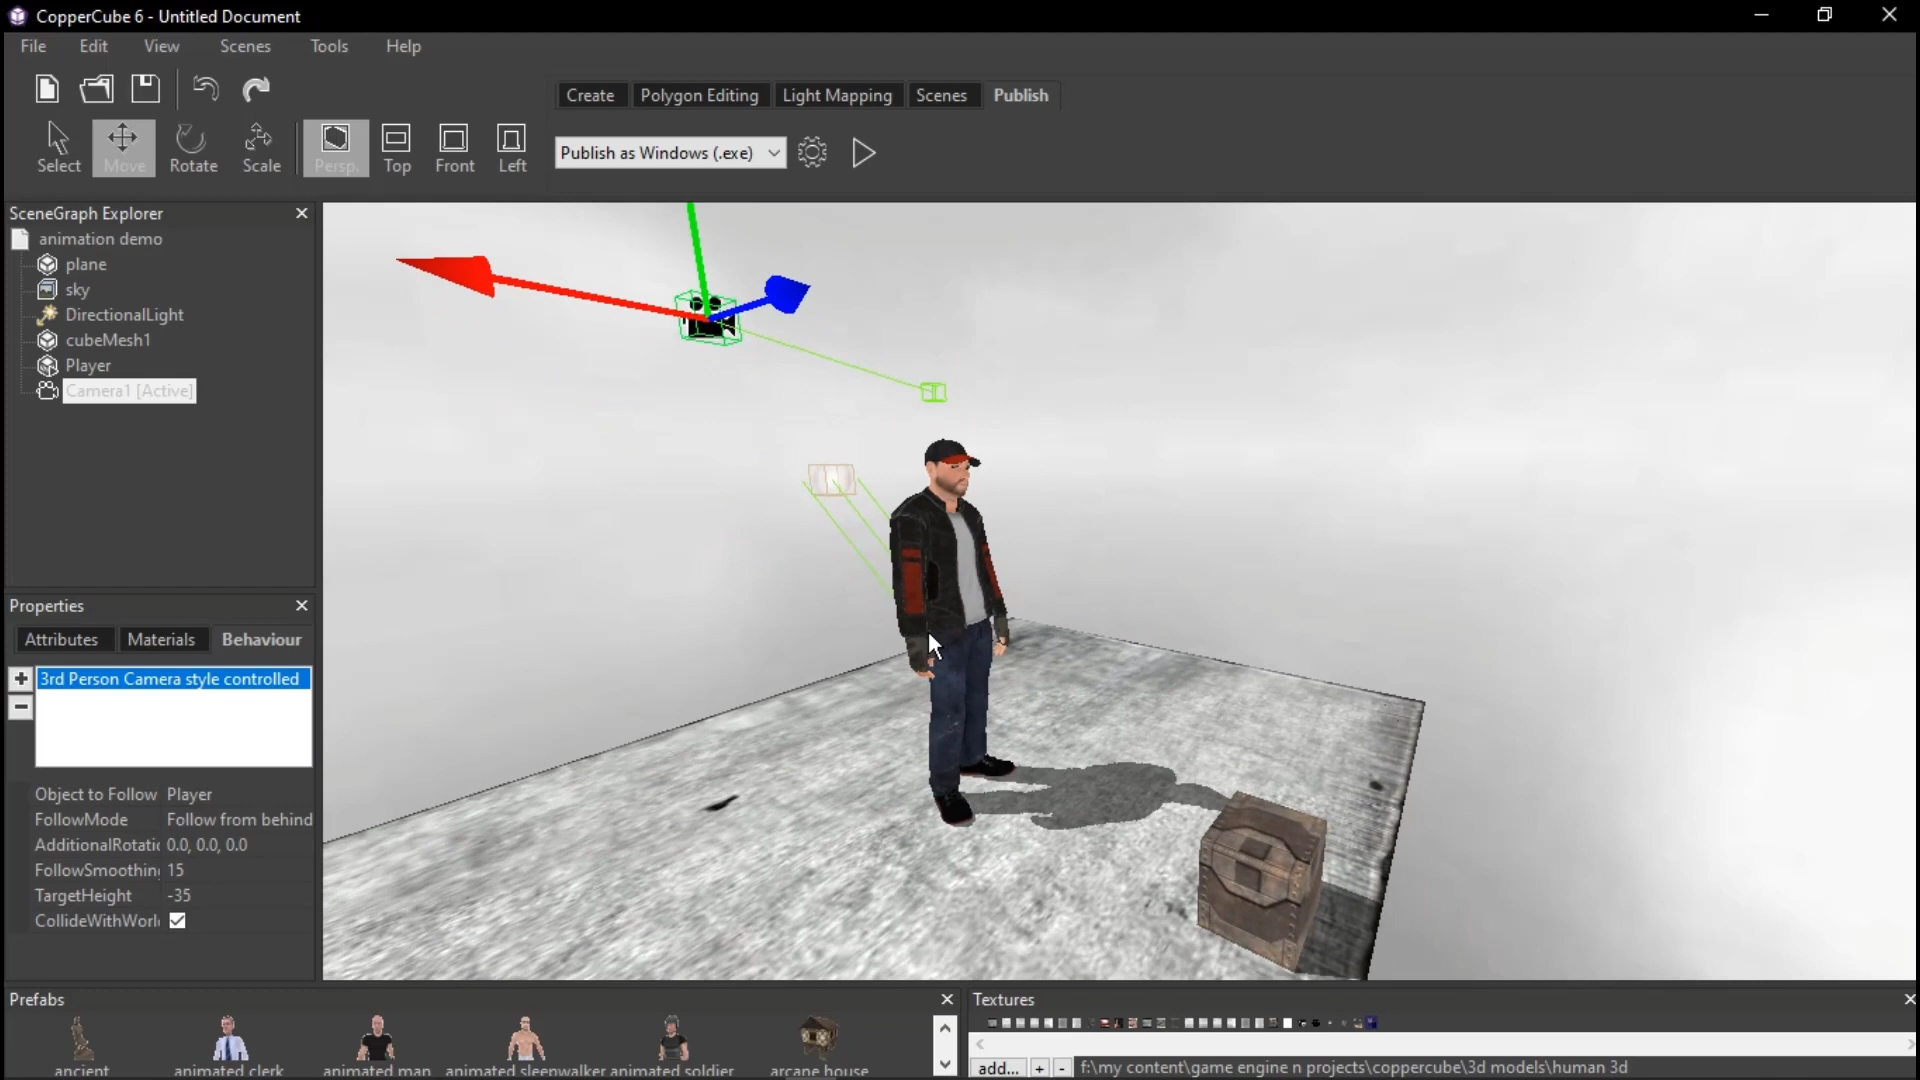 CopperCube 6 - Untitled Document
File Edit View Scenes Tools Help
Create Polygon Editing Light Mapping Scenes Publish
Select Move Rotate Scale Persp. Top Front Left
Publish as Windows (.exe)
SceneGraph Explorer
animation demo
plane
sky
DirectionalLight
cubeMesh1
Player
Camera1 [Active]
Properties
Attributes Materials Behaviour
3rd Person Camera style controlled
Object to Follow Player
FollowMode Follow from behind
AdditionalRotatic 0.0, 0.0, 0.0
FollowSmoothing 15
TargetHeight -35
CollideWithWorl
Prefabs
ancient animated clerk animated man animated sleepwalker animated soldier arcane house
Textures
add... + - f:\my content\game engine n projects\coppercube\3d models\human 3d